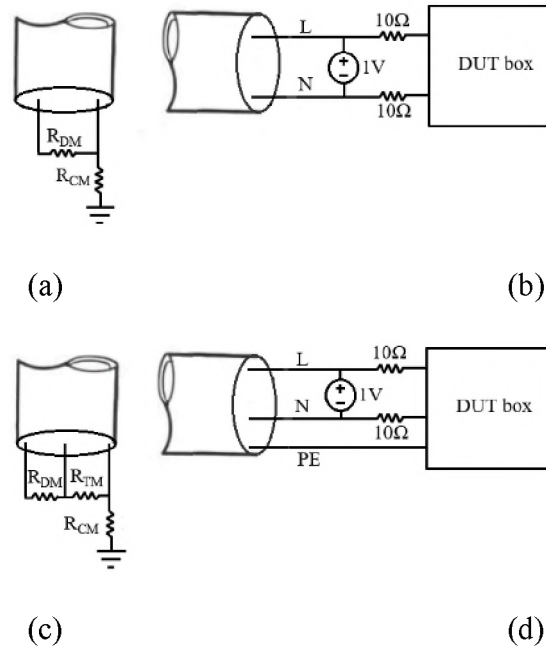 L
10Ω
1V
DUT box
N
10Ω
R_DM
R_CM
(a)
(b)
L
10Ω
1V
DUT box
N
10Ω
PE
R_DM R_TM
R_CM
(c)
(d)